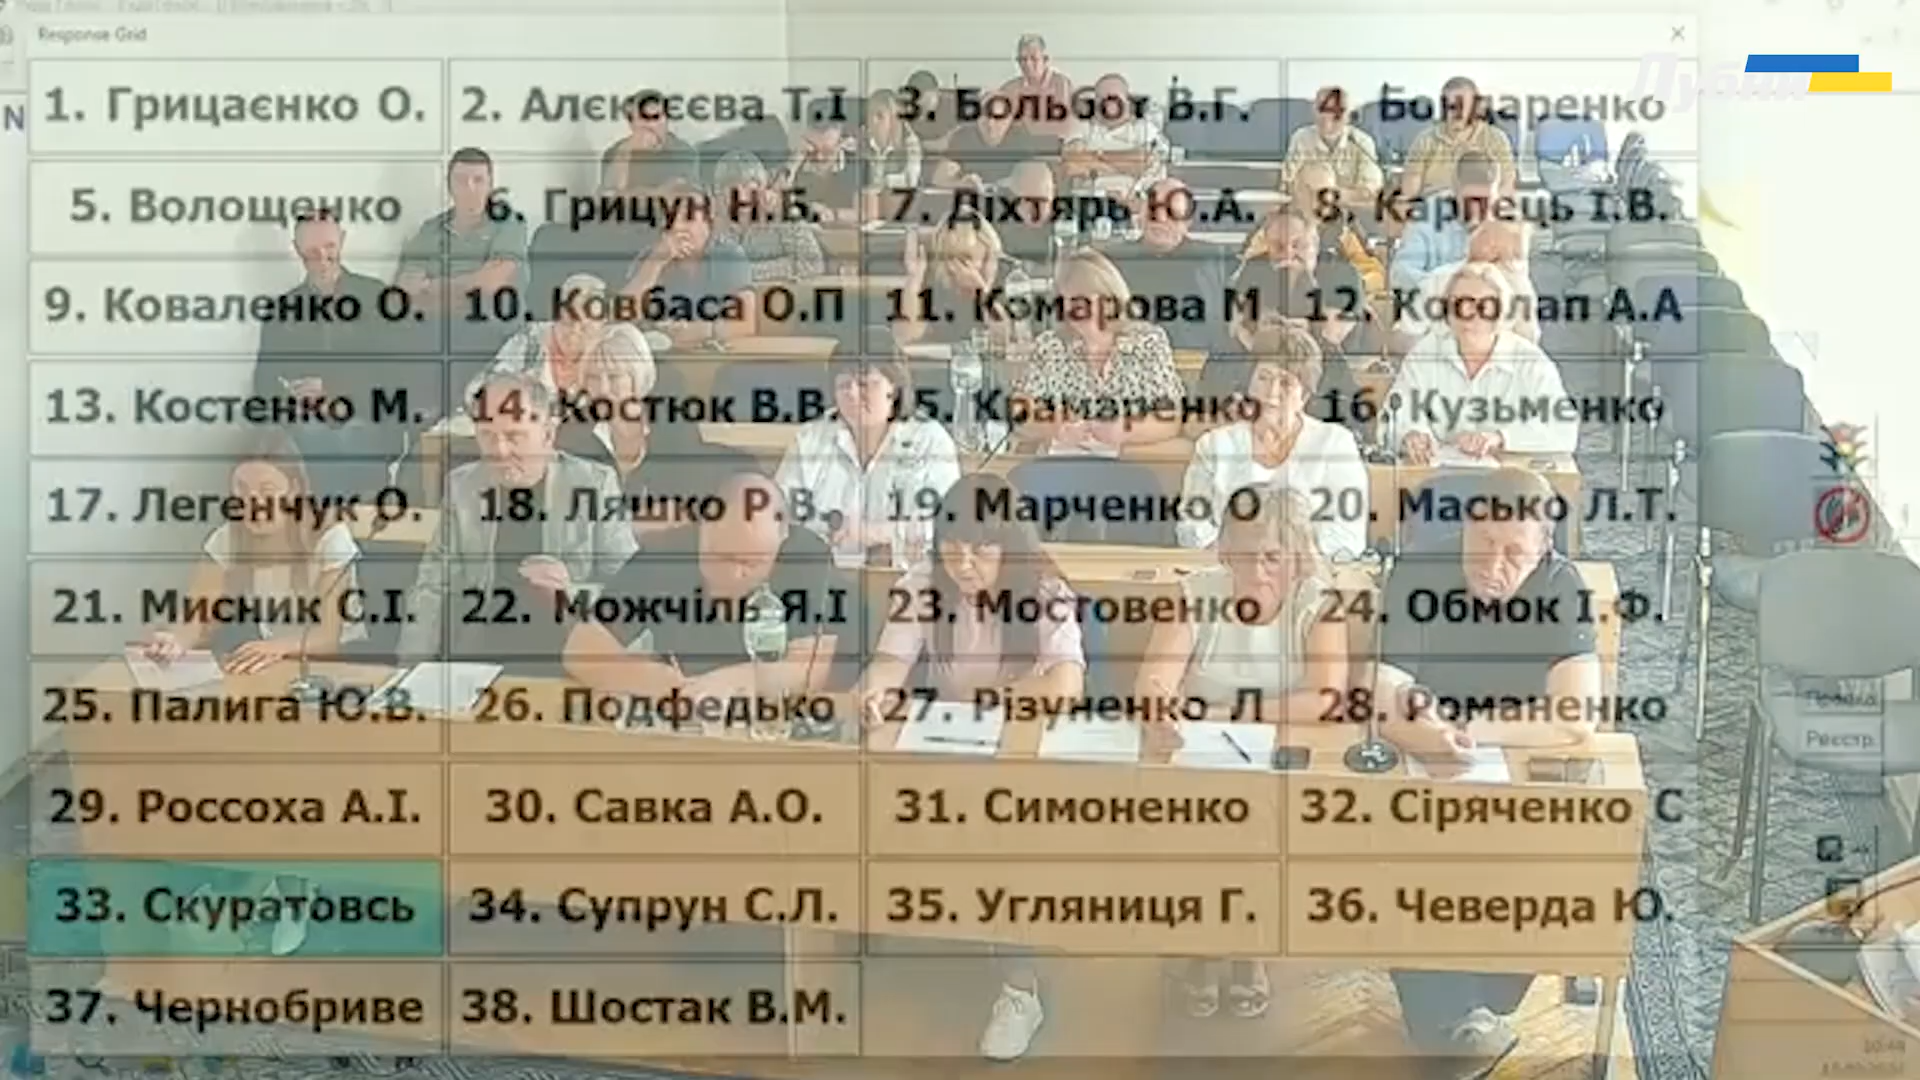 Response Grid
Лубни
1. Грицаєнко О. 2. Алєксєєва Т.І 3. Больбот В.Г. 4. Бондаренко
5. Волощенко 6. Грицун Н.Б. 7. Діхтярь Ю.А. 8. Карпець І.В.
9. Коваленко О. 10. Ковбаса О.П 11. Комарова М 12. Косолап А.А
13. Костенко М. 14. Костюк В.В. 15. Крамаренко 16. Кузьменко
17. Легенчук О. 18. Ляшко Р.В. 19. Марченко О 20. Масько Л.Т.
21. Мисник С.І. 22. Можчіль Я.І 23. Мостовенко 24. Обмок І.Ф.
25. Палига Ю.В. 26. Подфедько 27. Різуненко Л 28. Романенко
Реєстр.
29. Россоха А.І. 30. Савка А.О. 31. Симоненко 32. Сіряченко С
33. Скуратовсь 34. Супрун С.Л. 35. Угляниця Г. 36. Чеверда Ю.
37. Чернобриве 38. Шостак В.М.